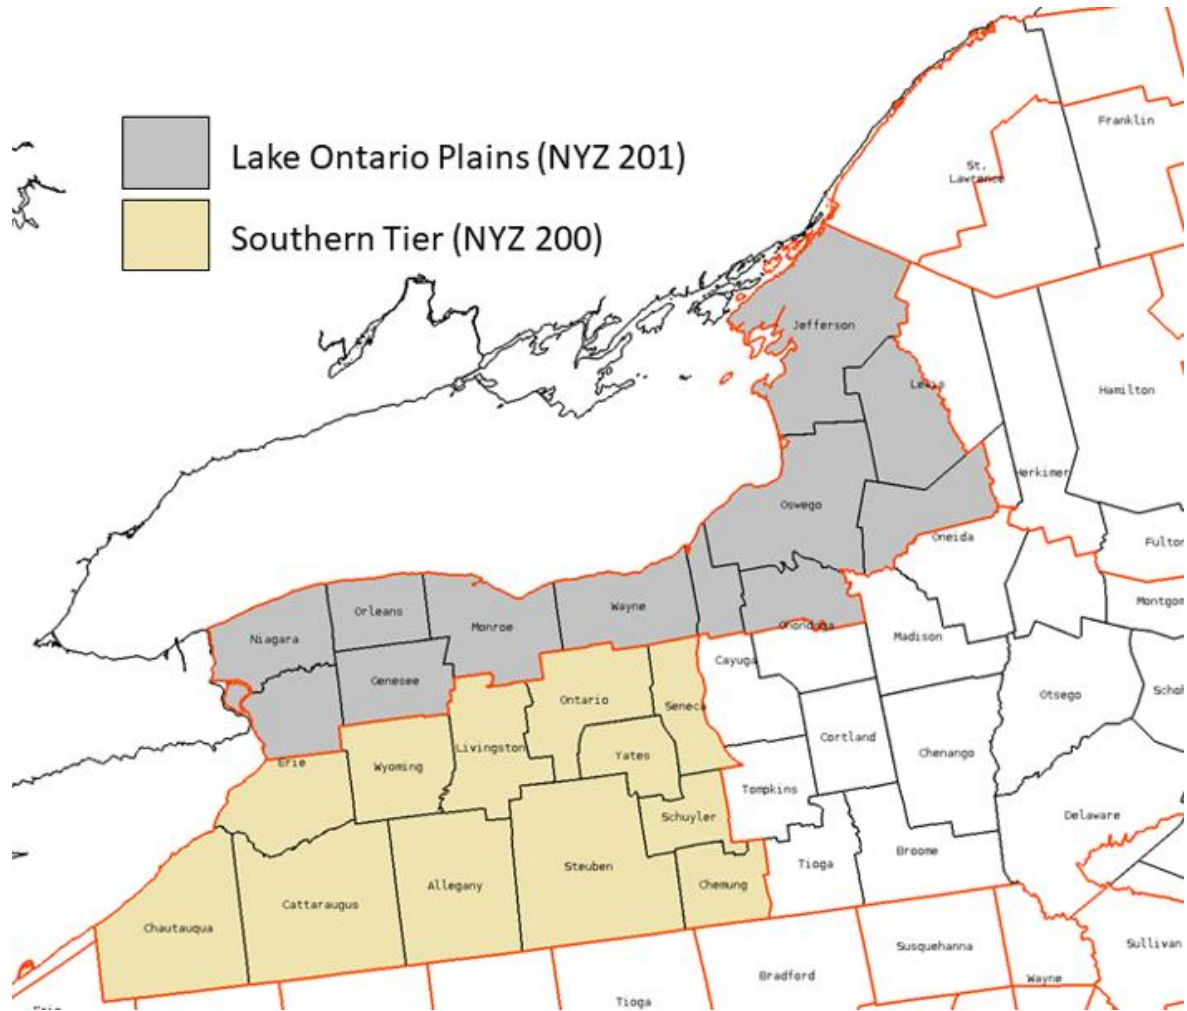 Lake Ontario Plains (NYZ 201)
Southern Tier (NYZ 200)
Franklin
St.
Lawrence
Jefferson
Lewis
Hamilton
Herkimer
Oswego
Oneida
Fulton
Montgom
Orleans
Niagara
Monroe
Wayne
Onondaga
Madison
Cayuga
Genesee
Ontario
Seneca
Otsego
Schoh
Livingston
Erie
Wyoming
Yates
Cortland
Chenango
Tompkins
Schuyler
Delaware
Steuben
Tioga
Broome
Allegany
Chemung
Cattaraugus
Chautauqua
Susquehanna
Sullivan
Bradford
Wayne
Tioga
Erie